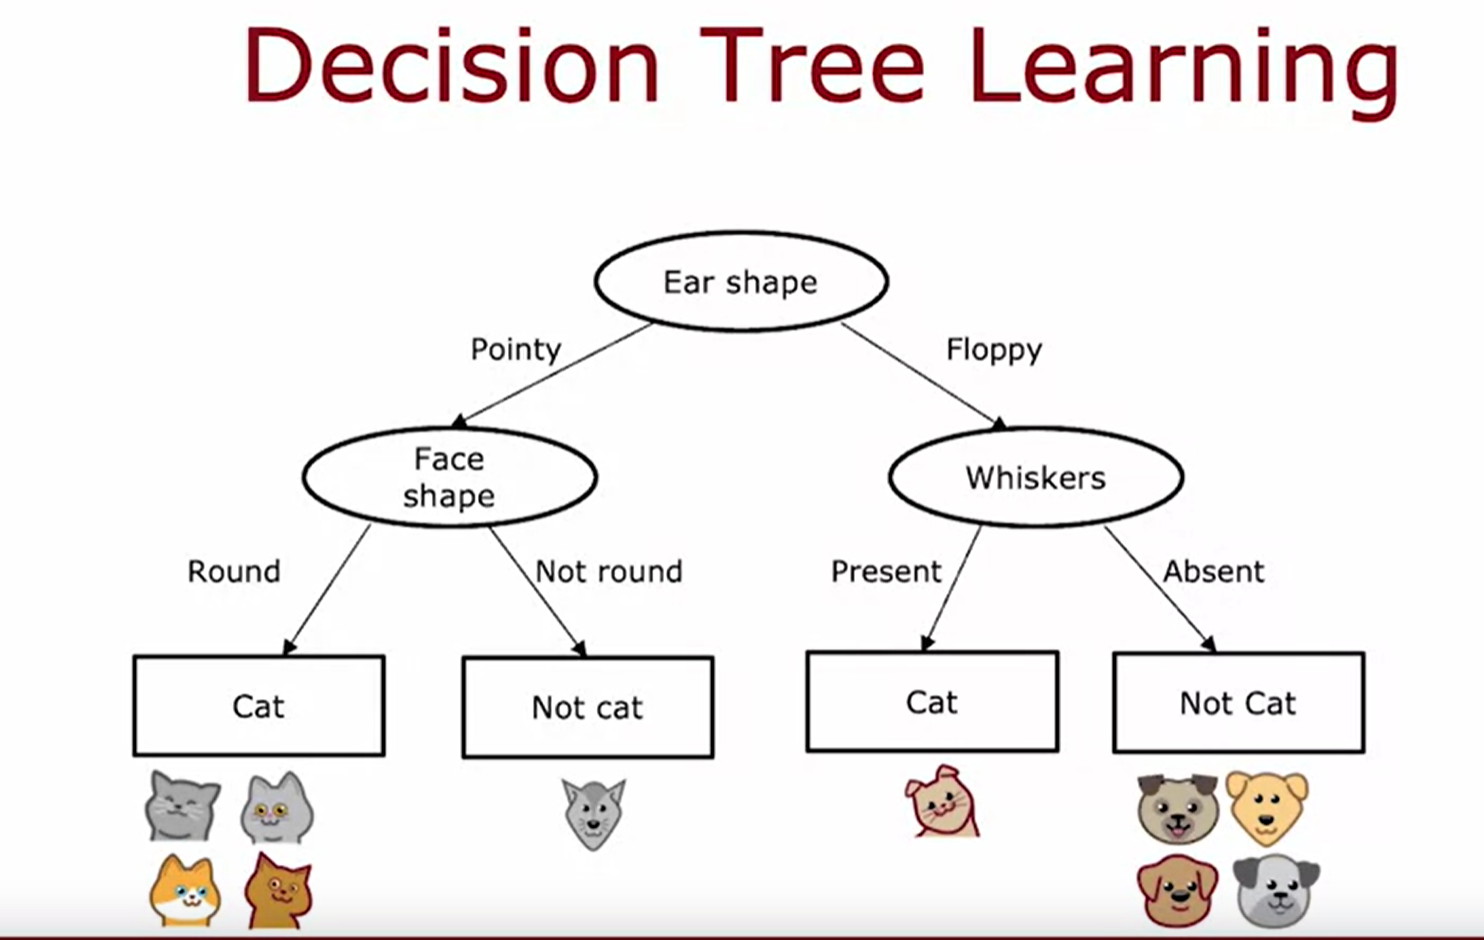 Decision Tree Learning
Ear shape
Pointy
Floppy
Face
shape
Whiskers
Round
Not round
Present
Absent
Cat
Not cat
Cat
Not Cat